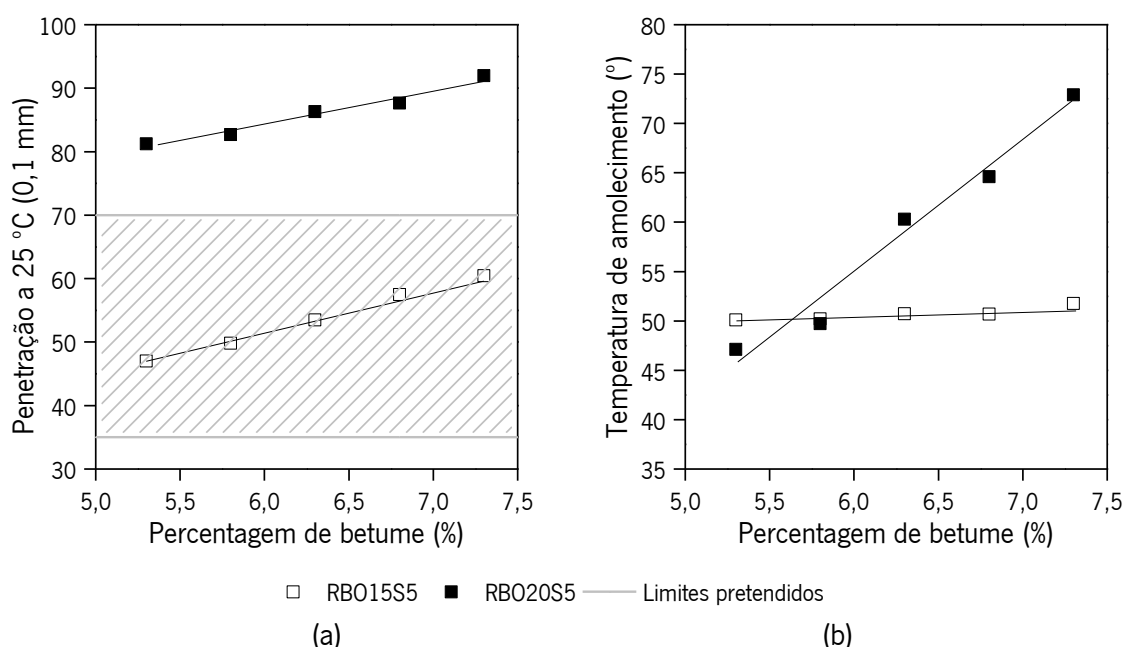 100
90
80
70
60
50
40
30
Penetração a 25 °C (0,1 mm)
5,0 5,5 6,0 6,5 7,0 7,5
Percentagem de betume (%)
80
75
70
65
60
55
50
45
40
35
Temperatura de amolecimento (°)
5,0 5,5 6,0 6,5 7,0 7,5
Percentagem de betume (%)
RBO15S5 RBO20S5 Limites pretendidos
(a) (b)